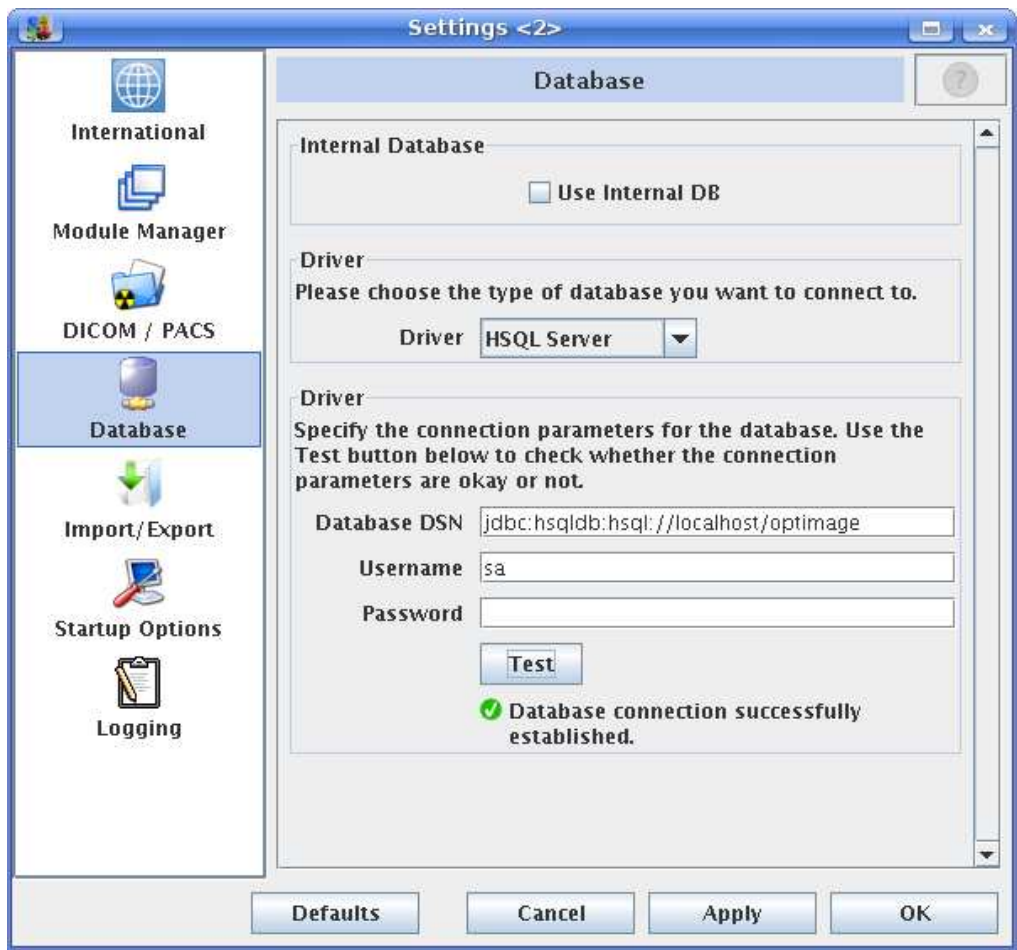 Settings <2>
International
Module Manager
DICOM / PACS
Database
Import/Export
Startup Options
Logging
Database
?
Internal Database
Use Internal DB
Driver
Please choose the type of database you want to connect to.
Driver HSQL Server
Driver
Specify the connection parameters for the database. Use the
Test button below to check whether the connection
parameters are okay or not.
Database DSN jdbc:hsqldb:hsql://localhost/optimage
Username sa
Password
Test
Database connection successfully
established.
Defaults Cancel Apply OK